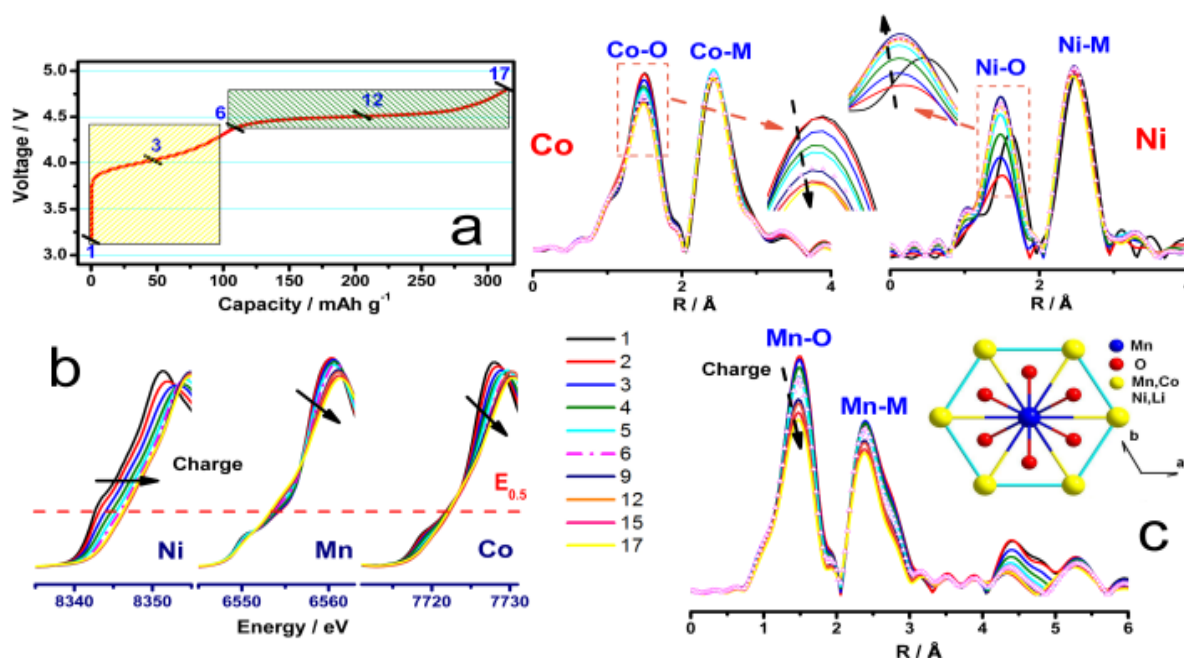 a
Voltage / V
5.0
4.5
4.0
3.5
3.0
1
3
6
12
17
0 50 100 150 200 250 300
Capacity / mAh g⁻¹
Co-O
Co-M
Co
0 2 4
R / Å
Ni-O
Ni-M
Ni
0 2
R / Å
b
Charge
E0.5
Ni
Mn
Co
8340 8350
6550 6560
7720 7730
Energy / eV
1
2
3
4
5
6
9
12
15
17
Mn-O
Charge
Mn-M
Mn
O
Mn,Co
Ni,Li
b
a
c
0 1 2 3 4 5 6
R / Å